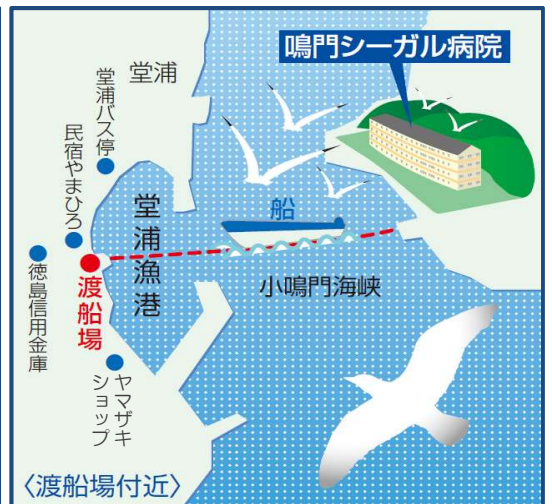 鳴門シーガル病院
堂浦
堂浦バス停
民宿やまひろ
徳島信用金庫
渡船場
堂浦漁港
船
小鳴門海峡
ヤマザキ
ショップ
〈渡船場付近〉